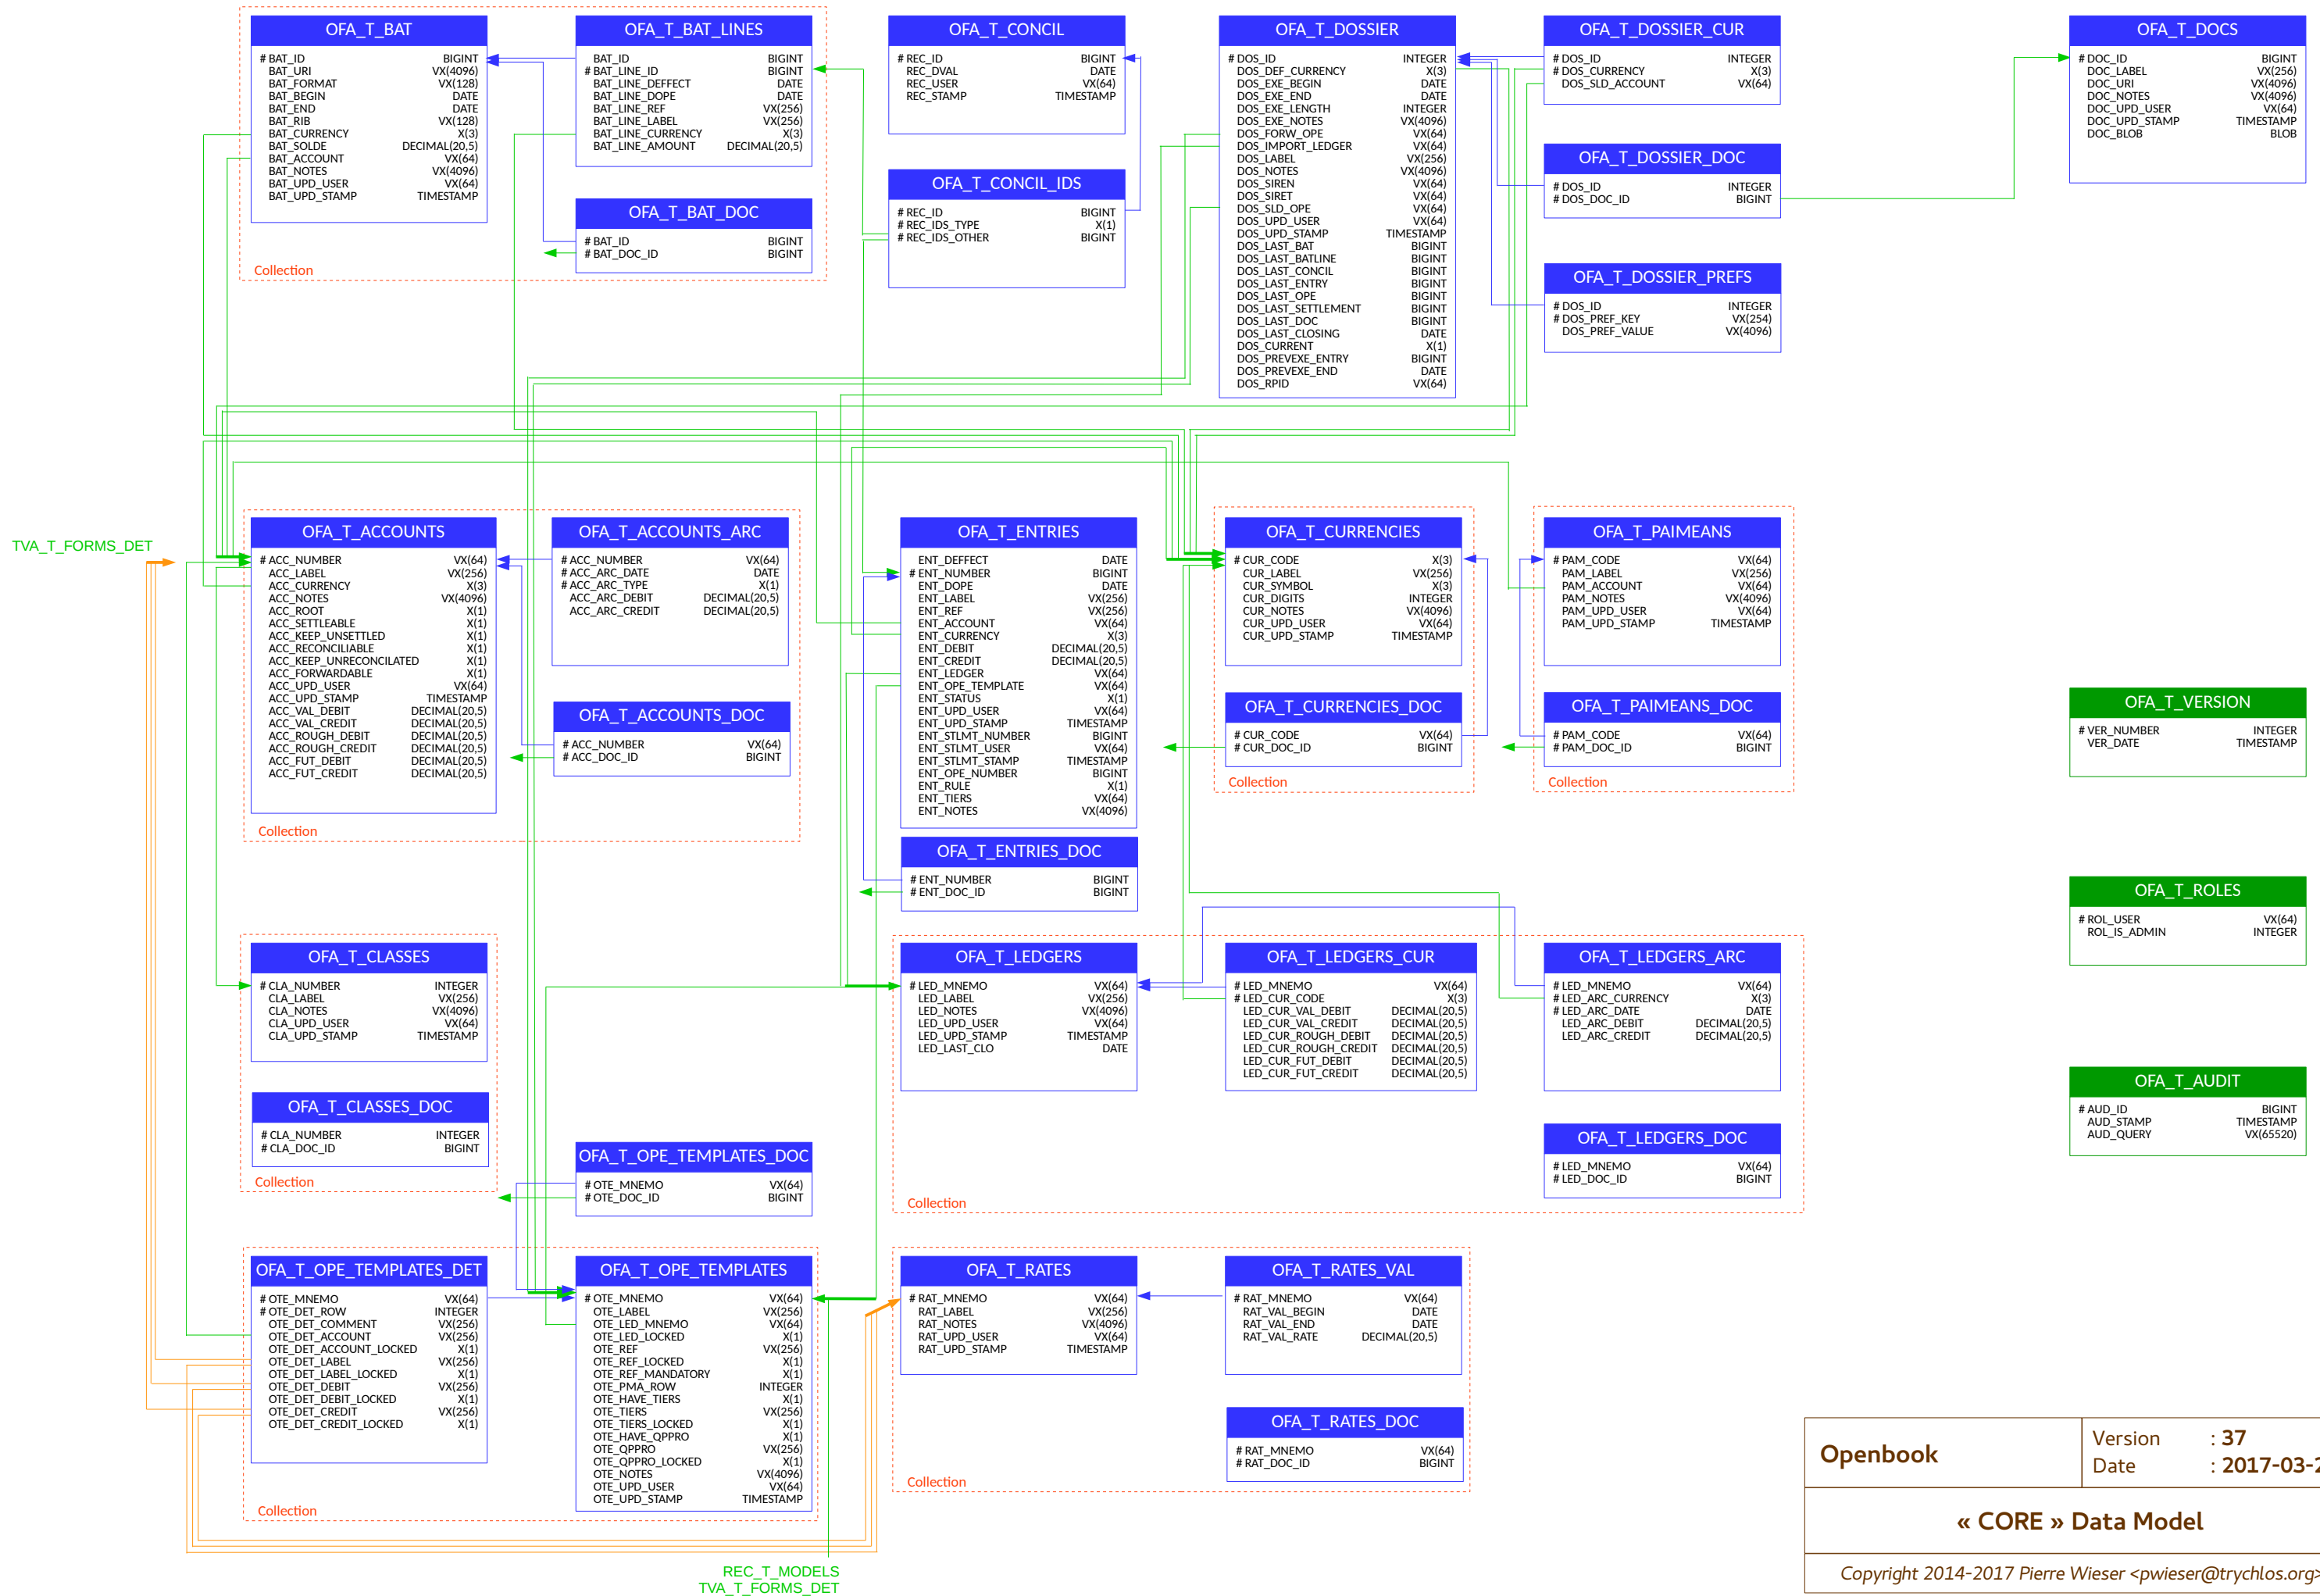 OFA_T_BAT
# BAT_ID BIGINT
BAT_URI VX(4096)
BAT_FORMAT VX(128)
BAT_BEGIN DATE
BAT_END DATE
BAT_RIB VX(128)
BAT_CURRENCY X(3)
BAT_SOLDE DECIMAL(20,5)
BAT_ACCOUNT VX(64)
BAT_NOTES VX(4096)
BAT_UPD_USER VX(64)
BAT_UPD_STAMP TIMESTAMP
OFA_T_BAT_LINES
BAT_ID BIGINT
# BAT_LINE_ID BIGINT
BAT_LINE_DEFFECT DATE
BAT_LINE_DOPE DATE
BAT_LINE_REF VX(256)
BAT_LINE_LABEL VX(256)
BAT_LINE_CURRENCY X(3)
BAT_LINE_AMOUNT DECIMAL(20,5)
OFA_T_BAT_DOC
# BAT_ID BIGINT
# BAT_DOC_ID BIGINT
Collection
OFA_T_CONCIL
# REC_ID BIGINT
REC_DVAL DATE
REC_USER VX(64)
REC_STAMP TIMESTAMP
OFA_T_CONCIL_IDS
# REC_ID BIGINT
# REC_IDS_TYPE X(1)
# REC_IDS_OTHER BIGINT
OFA_T_DOSSIER
# DOS_ID INTEGER
DOS_DEF_CURRENCY X(3)
DOS_EXE_BEGIN DATE
DOS_EXE_END DATE
DOS_EXE_LENGTH INTEGER
DOS_EXE_NOTES VX(4096)
DOS_FORW_OPE VX(64)
DOS_IMPORT_LEDGER VX(64)
DOS_LABEL VX(256)
DOS_NOTES VX(4096)
DOS_SIREN VX(64)
DOS_SIRET VX(64)
DOS_SLD_OPE VX(64)
DOS_UPD_USER VX(64)
DOS_UPD_STAMP TIMESTAMP
DOS_LAST_BAT BIGINT
DOS_LAST_BATLINE BIGINT
DOS_LAST_CONCIL BIGINT
DOS_LAST_ENTRY BIGINT
DOS_LAST_OPE BIGINT
DOS_LAST_SETTLEMENT BIGINT
DOS_LAST_DOC BIGINT
DOS_LAST_CLOSING DATE
DOS_CURRENT X(1)
DOS_PREVEXE_ENTRY BIGINT
DOS_PREVEXE_END DATE
DOS_RPID VX(64)
OFA_T_DOSSIER_CUR
# DOS_ID INTEGER
# DOS_CURRENCY X(3)
DOS_SLD_ACCOUNT VX(64)
OFA_T_DOSSIER_DOC
# DOS_ID INTEGER
# DOS_DOC_ID BIGINT
OFA_T_DOSSIER_PREFS
# DOS_ID INTEGER
# DOS_PREF_KEY VX(254)
DOS_PREF_VALUE VX(4096)
OFA_T_DOCS
# DOC_ID BIGINT
DOC_LABEL VX(256)
DOC_URI VX(4096)
DOC_NOTES VX(4096)
DOC_UPD_USER VX(64)
DOC_UPD_STAMP TIMESTAMP
DOC_BLOB BLOB
TVA_T_FORMS_DET
OFA_T_ACCOUNTS
# ACC_NUMBER VX(64)
ACC_LABEL VX(256)
ACC_CURRENCY X(3)
ACC_NOTES VX(4096)
ACC_ROOT X(1)
ACC_SETTLEABLE X(1)
ACC_KEEP_UNSETTLED X(1)
ACC_RECONCILIABLE X(1)
ACC_KEEP_UNRECONCILATED X(1)
ACC_FORWARDABLE X(1)
ACC_UPD_USER VX(64)
ACC_UPD_STAMP TIMESTAMP
ACC_VAL_DEBIT DECIMAL(20,5)
ACC_VAL_CREDIT DECIMAL(20,5)
ACC_ROUGH_DEBIT DECIMAL(20,5)
ACC_ROUGH_CREDIT DECIMAL(20,5)
ACC_FUT_DEBIT DECIMAL(20,5)
ACC_FUT_CREDIT DECIMAL(20,5)
OFA_T_ACCOUNTS_ARC
# ACC_NUMBER VX(64)
# ACC_ARC_DATE DATE
# ACC_ARC_TYPE X(1)
ACC_ARC_DEBIT DECIMAL(20,5)
ACC_ARC_CREDIT DECIMAL(20,5)
OFA_T_ACCOUNTS_DOC
# ACC_NUMBER VX(64)
# ACC_DOC_ID BIGINT
Collection
OFA_T_ENTRIES
ENT_DEFFECT DATE
# ENT_NUMBER BIGINT
ENT_DOPE DATE
ENT_LABEL VX(256)
ENT_REF VX(256)
ENT_ACCOUNT VX(64)
ENT_CURRENCY X(3)
ENT_DEBIT DECIMAL(20,5)
ENT_CREDIT DECIMAL(20,5)
ENT_LEDGER VX(64)
ENT_OPE_TEMPLATE VX(64)
ENT_STATUS X(1)
ENT_UPD_USER VX(64)
ENT_UPD_STAMP TIMESTAMP
ENT_STLMT_NUMBER BIGINT
ENT_STLMT_USER VX(64)
ENT_STLMT_STAMP TIMESTAMP
ENT_OPE_NUMBER BIGINT
ENT_RULE X(1)
ENT_TIERS VX(64)
ENT_NOTES VX(4096)
OFA_T_ENTRIES_DOC
# ENT_NUMBER BIGINT
# ENT_DOC_ID BIGINT
OFA_T_CURRENCIES
# CUR_CODE X(3)
CUR_LABEL VX(256)
CUR_SYMBOL X(3)
CUR_DIGITS INTEGER
CUR_NOTES VX(4096)
CUR_UPD_USER VX(64)
CUR_UPD_STAMP TIMESTAMP
OFA_T_CURRENCIES_DOC
# CUR_CODE VX(64)
# CUR_DOC_ID BIGINT
Collection
OFA_T_PAIMEANS
# PAM_CODE VX(64)
PAM_LABEL VX(256)
PAM_ACCOUNT VX(64)
PAM_NOTES VX(4096)
PAM_UPD_USER VX(64)
PAM_UPD_STAMP TIMESTAMP
OFA_T_PAIMEANS_DOC
# PAM_CODE VX(64)
# PAM_DOC_ID BIGINT
Collection
OFA_T_VERSION
# VER_NUMBER INTEGER
VER_DATE TIMESTAMP
OFA_T_ROLES
# ROL_USER VX(64)
ROL_IS_ADMIN INTEGER
OFA_T_AUDIT
# AUD_ID BIGINT
AUD_STAMP TIMESTAMP
AUD_QUERY VX(65520)
OFA_T_CLASSES
# CLA_NUMBER INTEGER
CLA_LABEL VX(256)
CLA_NOTES VX(4096)
CLA_UPD_USER VX(64)
CLA_UPD_STAMP TIMESTAMP
OFA_T_CLASSES_DOC
# CLA_NUMBER INTEGER
# CLA_DOC_ID BIGINT
Collection
OFA_T_LEDGERS
# LED_MNEMO VX(64)
LED_LABEL VX(256)
LED_NOTES VX(4096)
LED_UPD_USER VX(64)
LED_UPD_STAMP TIMESTAMP
LED_LAST_CLO DATE
OFA_T_LEDGERS_CUR
# LED_MNEMO VX(64)
# LED_CUR_CODE X(3)
LED_CUR_VAL_DEBIT DECIMAL(20,5)
LED_CUR_VAL_CREDIT DECIMAL(20,5)
LED_CUR_ROUGH_DEBIT DECIMAL(20,5)
LED_CUR_ROUGH_CREDIT DECIMAL(20,5)
LED_CUR_FUT_DEBIT DECIMAL(20,5)
LED_CUR_FUT_CREDIT DECIMAL(20,5)
OFA_T_LEDGERS_ARC
# LED_MNEMO VX(64)
# LED_ARC_CURRENCY X(3)
# LED_ARC_DATE DATE
LED_ARC_DEBIT DECIMAL(20,5)
LED_ARC_CREDIT DECIMAL(20,5)
OFA_T_LEDGERS_DOC
# LED_MNEMO VX(64)
# LED_DOC_ID BIGINT
Collection
OFA_T_OPE_TEMPLATES_DOC
# OTE_MNEMO VX(64)
# OTE_DOC_ID BIGINT
OFA_T_OPE_TEMPLATES_DET
# OTE_MNEMO VX(64)
# OTE_DET_ROW INTEGER
OTE_DET_COMMENT VX(256)
OTE_DET_ACCOUNT VX(256)
OTE_DET_ACCOUNT_LOCKED X(1)
OTE_DET_LABEL VX(256)
OTE_DET_LABEL_LOCKED X(1)
OTE_DET_DEBIT VX(256)
OTE_DET_DEBIT_LOCKED X(1)
OTE_DET_CREDIT VX(256)
OTE_DET_CREDIT_LOCKED X(1)
Collection
OFA_T_OPE_TEMPLATES
# OTE_MNEMO VX(64)
OTE_LABEL VX(256)
OTE_LED_MNEMO VX(64)
OTE_LED_LOCKED X(1)
OTE_REF VX(256)
OTE_REF_LOCKED X(1)
OTE_REF_MANDATORY X(1)
OTE_PMA_ROW INTEGER
OTE_HAVE_TIERS X(1)
OTE_TIERS VX(256)
OTE_TIERS_LOCKED X(1)
OTE_HAVE_QPPRO X(1)
OTE_QPPRO VX(256)
OTE_QPPRO_LOCKED X(1)
OTE_NOTES VX(4096)
OTE_UPD_USER VX(64)
OTE_UPD_STAMP TIMESTAMP
OFA_T_RATES
# RAT_MNEMO VX(64)
RAT_LABEL VX(256)
RAT_NOTES VX(4096)
RAT_UPD_USER VX(64)
RAT_UPD_STAMP TIMESTAMP
OFA_T_RATES_VAL
# RAT_MNEMO VX(64)
RAT_VAL_BEGIN DATE
RAT_VAL_END DATE
RAT_VAL_RATE DECIMAL(20,5)
OFA_T_RATES_DOC
# RAT_MNEMO VX(64)
# RAT_DOC_ID BIGINT
Collection
REC_T_MODELS
TVA_T_FORMS_DET
Openbook
Version : 37
Date : 2017-03-2
« CORE » Data Model
Copyright 2014-2017 Pierre Wieser <pwieser@trychlos.org>